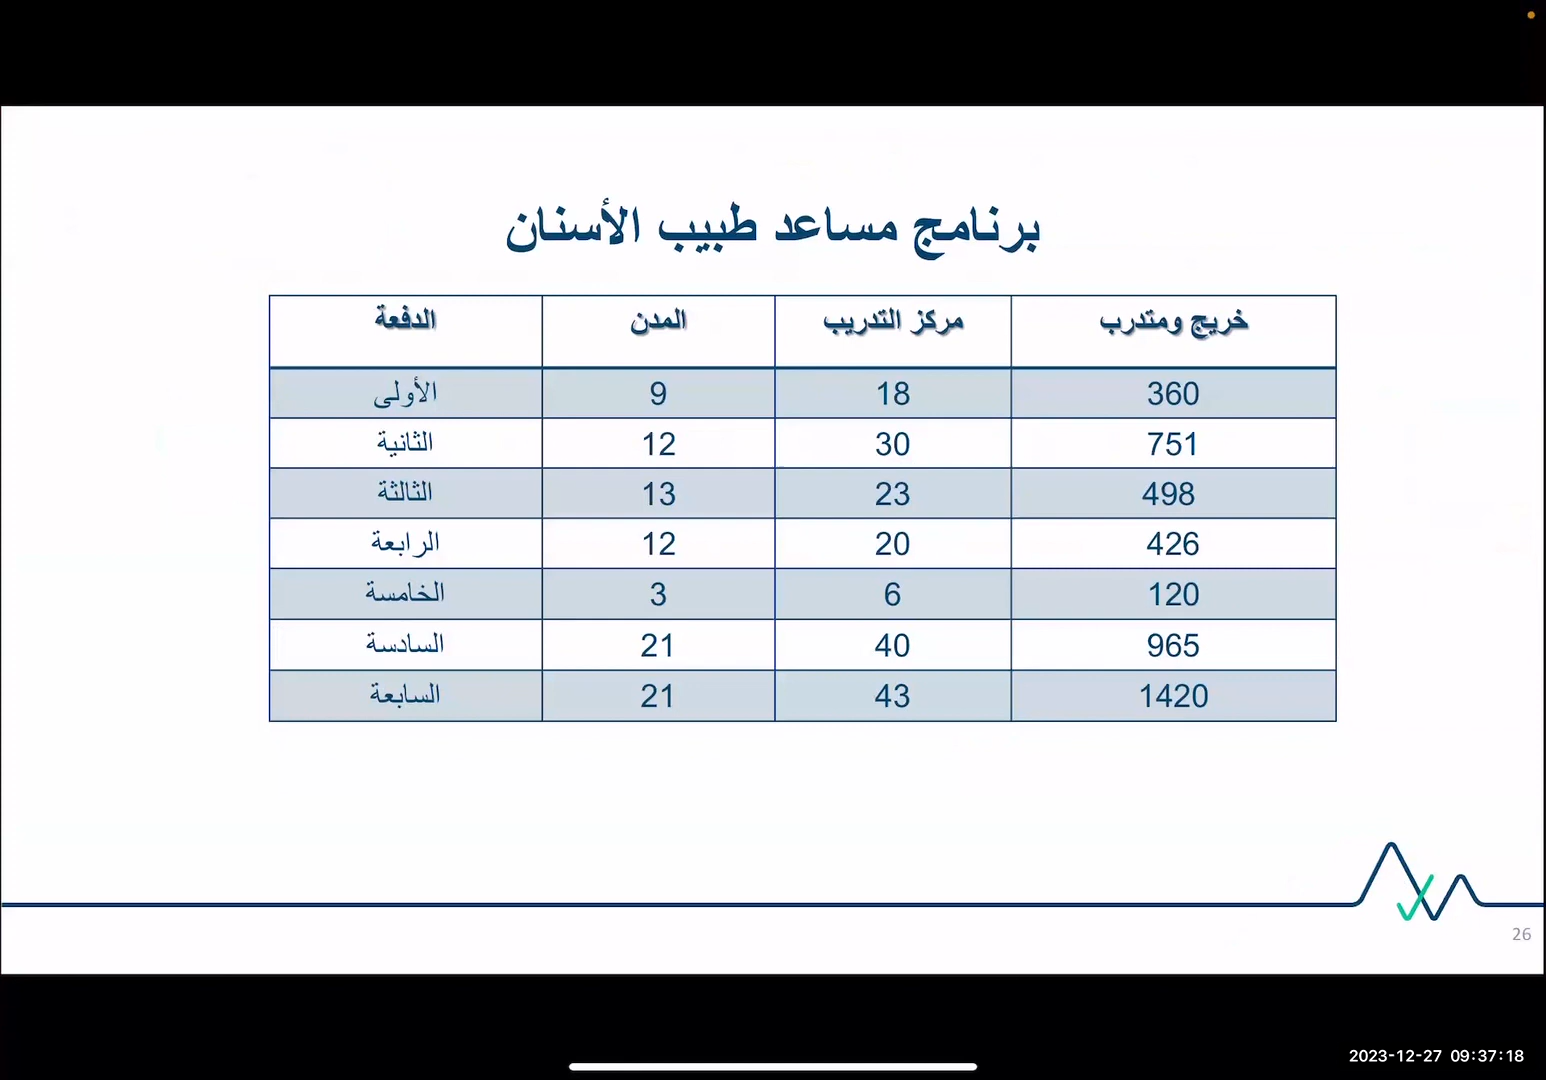 برنامج مساعد طبيب الأسنان
الدفعة المدن مركز التدريب خريج ومتدرب
الأولى 9 18 360
الثانية 12 30 751
الثالثة 13 23 498
الرابعة 12 20 426
الخامسة 3 6 120
السادسة 21 40 965
السابعة 21 43 1420
26
2023-12-27 09:37:18